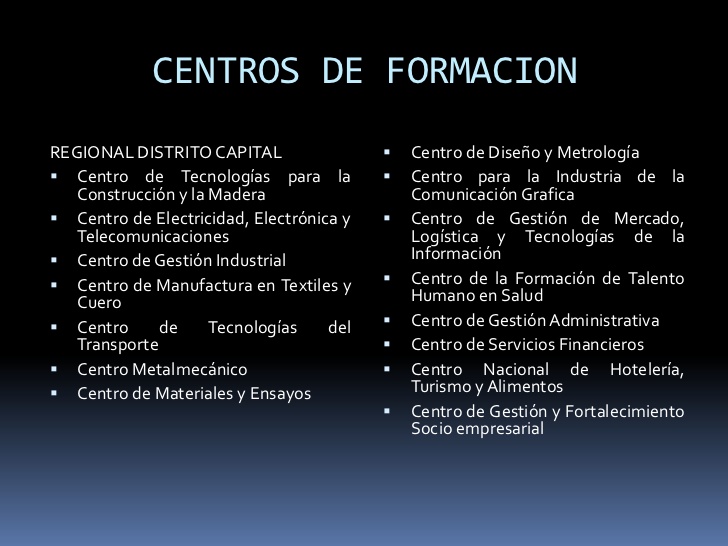 CENTROS DE FORMACION
REGIONAL DISTRITO CAPITAL
▪ Centro de Tecnologías para la
Construcción y la Madera
▪ Centro de Electricidad, Electrónica y
Telecomunicaciones
▪ Centro de Gestión Industrial
▪ Centro de Manufactura en Textiles y
Cuero
▪ Centro de Tecnologías del
Transporte
▪ Centro Metalmecánico
▪ Centro de Materiales y Ensayos
▪ Centro de Diseño y Metrología
▪ Centro para la Industria de la
Comunicación Grafica
▪ Centro de Gestión de Mercado,
Logística y Tecnologías de la
Información
▪ Centro de la Formación de Talento
Humano en Salud
▪ Centro de Gestión Administrativa
▪ Centro de Servicios Financieros
▪ Centro Nacional de Hotelería,
Turismo y Alimentos
▪ Centro de Gestión y Fortalecimiento
Socio empresarial